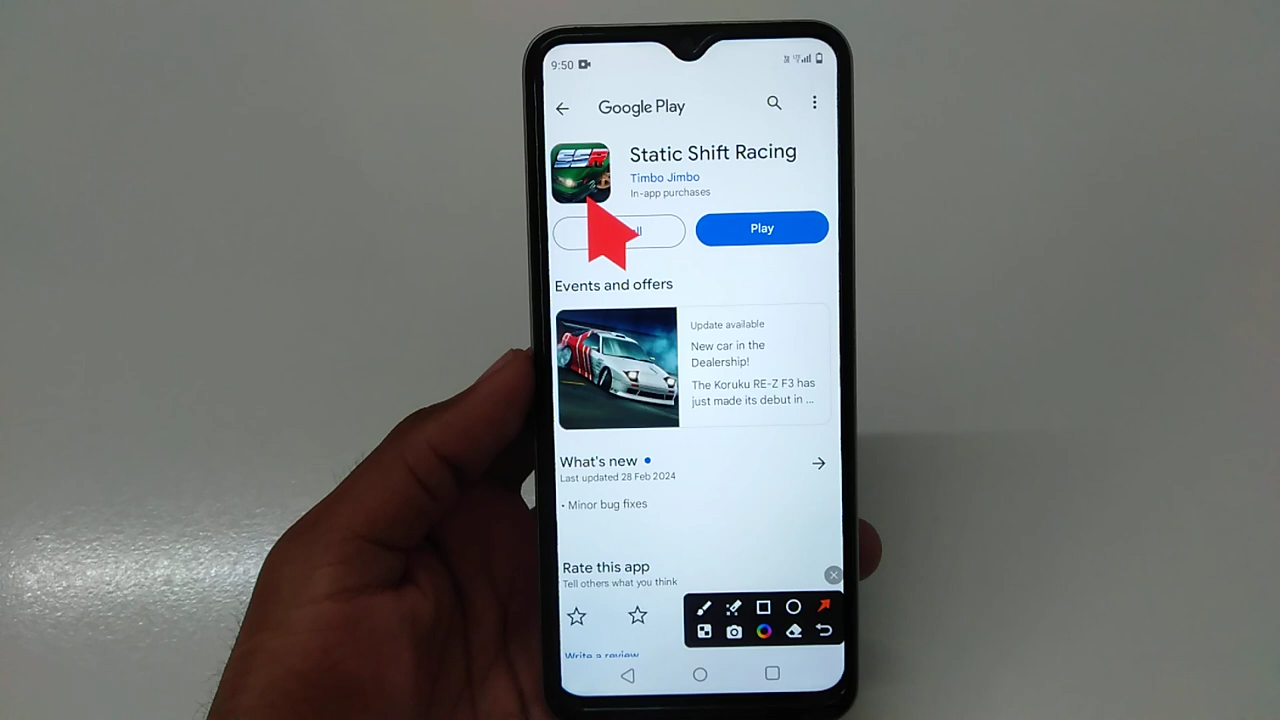 9:50
Google Play
SSR
Static Shift Racing
Timbo Jimbo
In-app purchases
Play
Events and offers
Update available
New car in the
Dealership!
The Koruku RE-Z F3 has
just made its debut in ...
What's new
Last updated 28 Feb 2024
• Minor bug fixes
Rate this app
Tell others what you think
Write a review